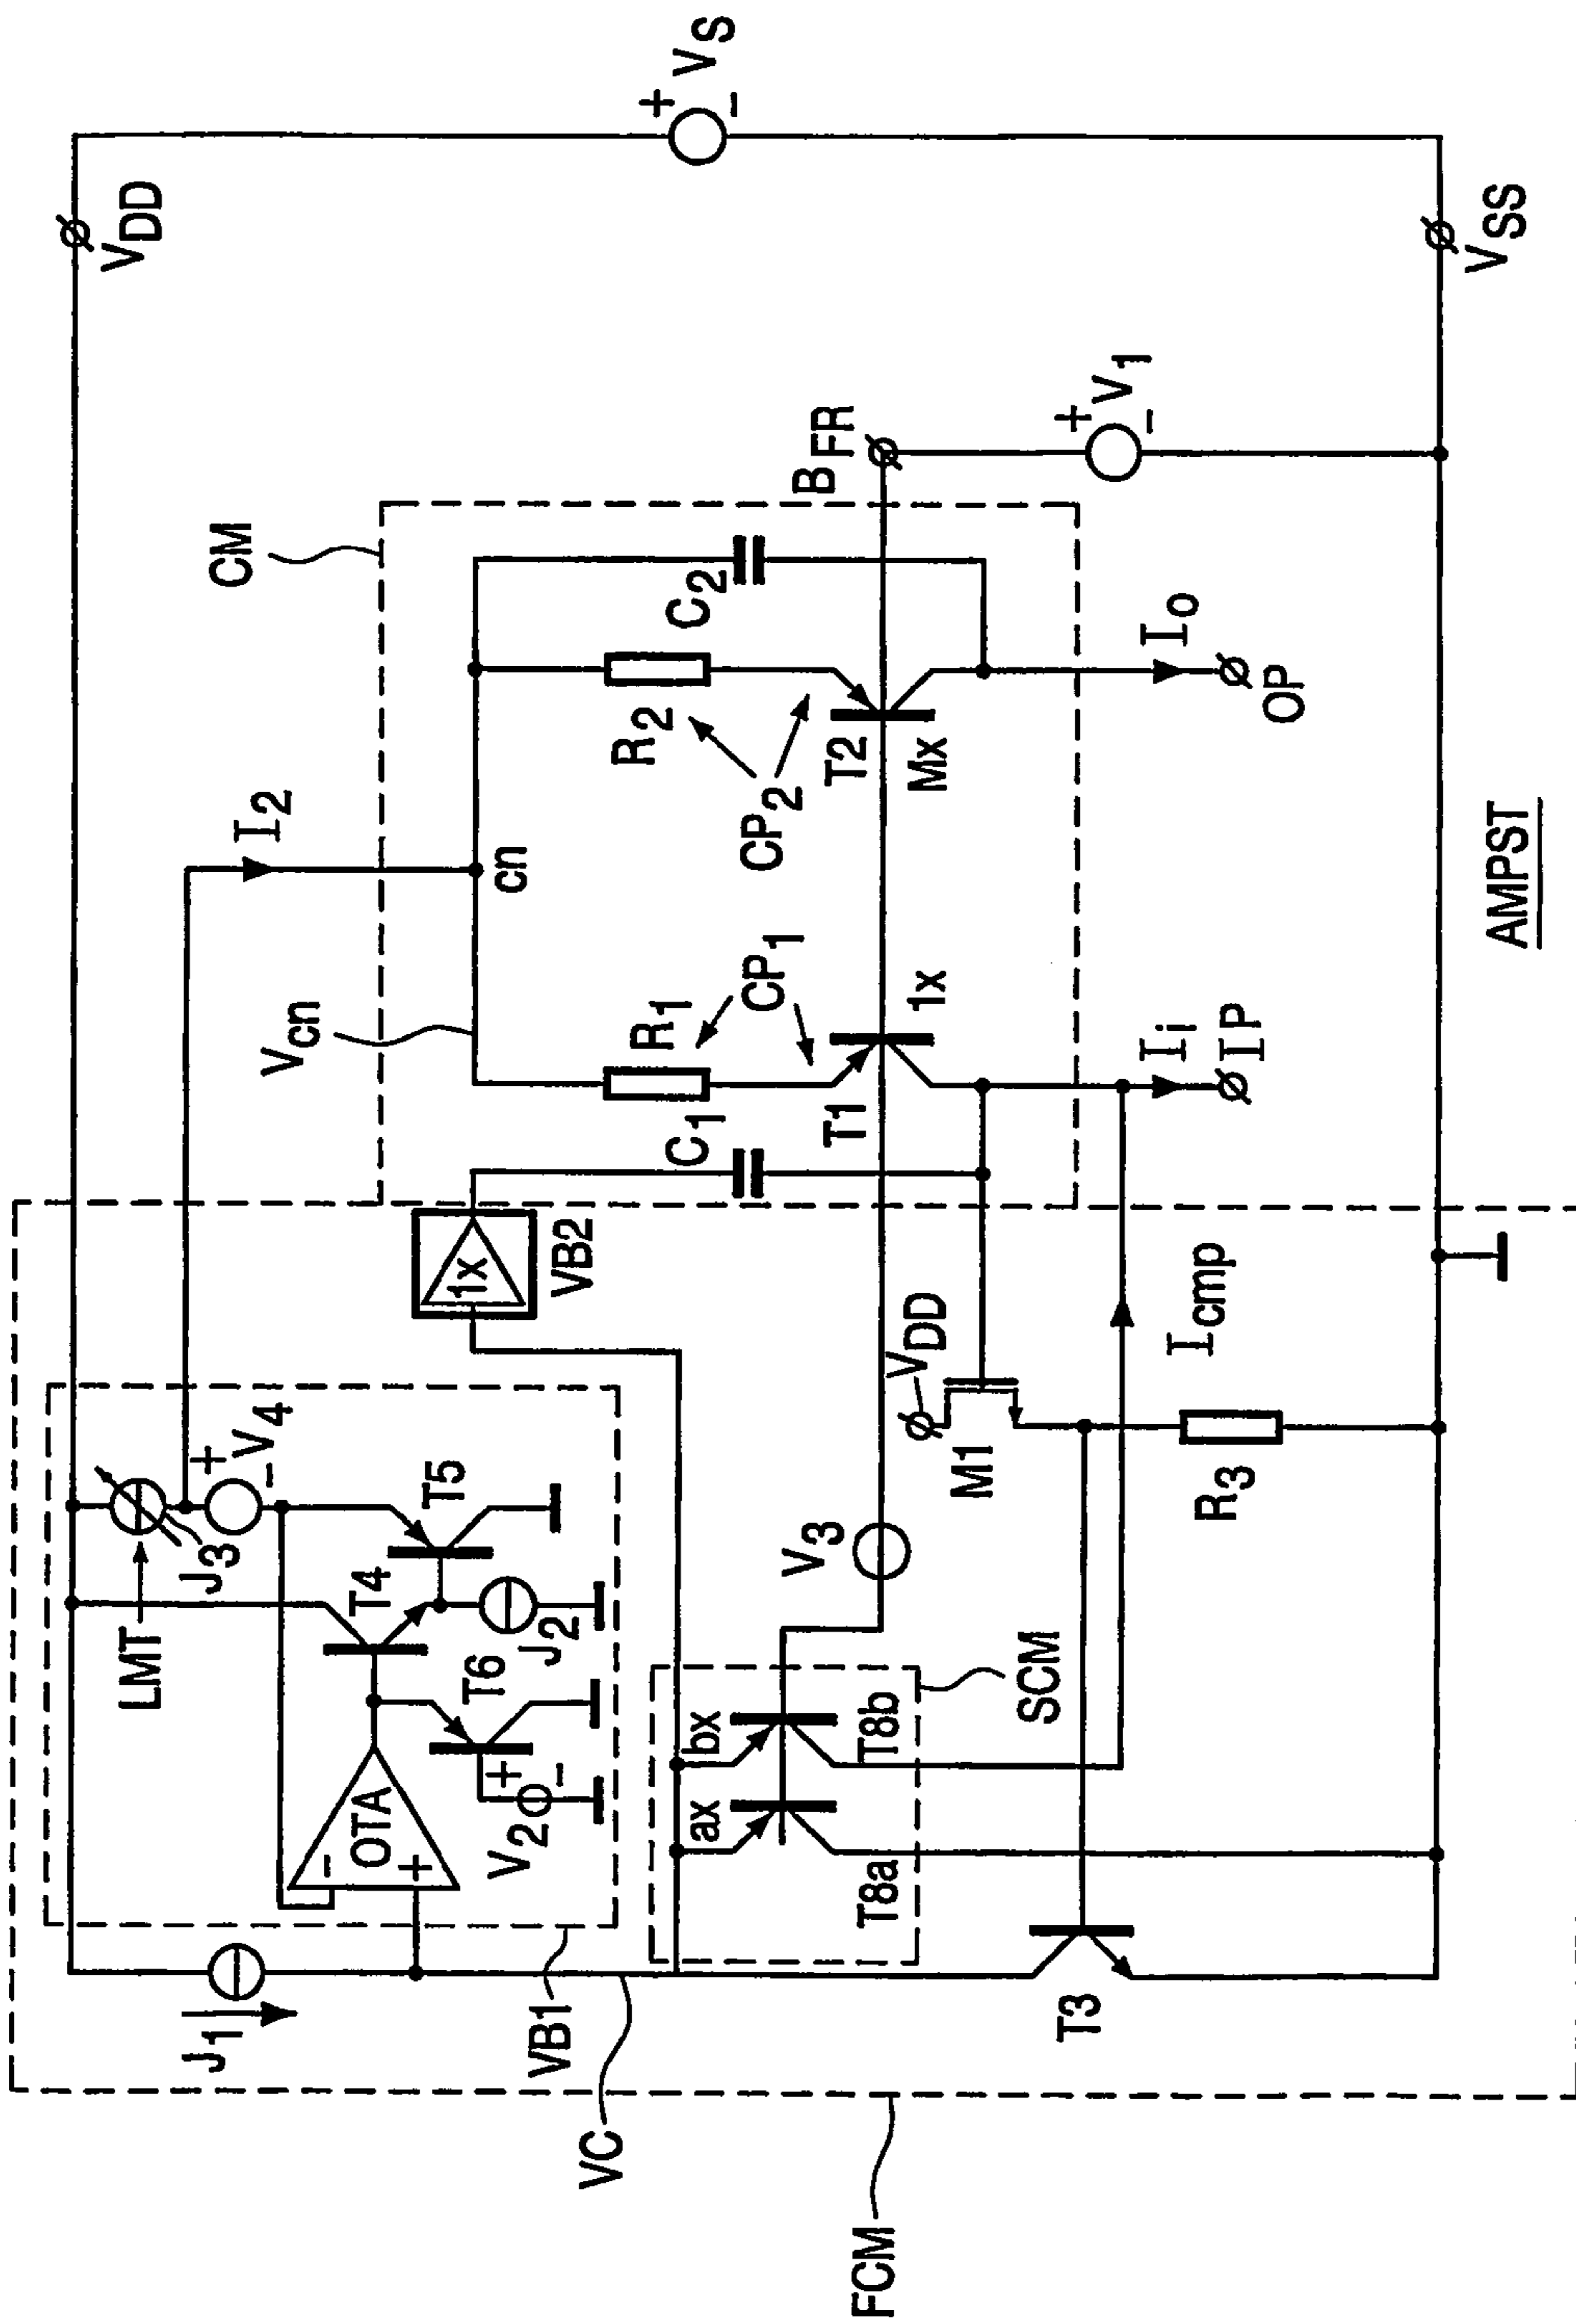 FCM
VC
VB1
J1
LMT
J3
+
V4
-
T4
T5
J2
T6
OTA
-
+
V2
+
-
I2
VDD
+
VS
-
CM
Vcn
cn
1x
VB2
C1
R1
CP1
T1
1x
R2
CP2
T2
Mx
C2
BFR
+
V1
-
ax
bx
T8a
T8b
SCM
V3
VDD
M1
R3
Icmp
Ii
IP
Io
OP
T3
VSS
AMPST